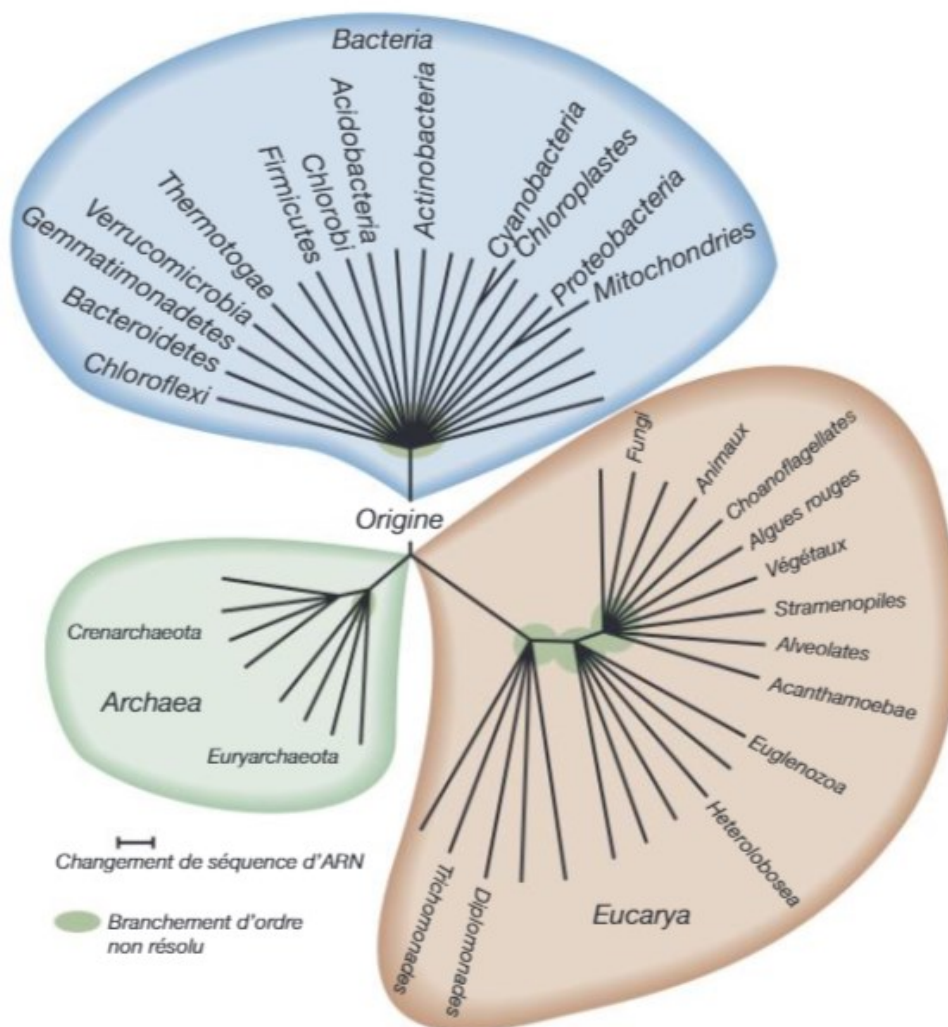 Bacteria
Chloroflexi
Bacteroidetes
Gemmatimonadetes
Verrucomicrobia
Thermotogae
Firmicutes
Chlorobi
Acidobacteria
Actinobacteria
Cyanobacteria
Chloroplastes
Proteobacteria
Mitochondries
Origine
Crenarchaeota
Archaea
Euryarchaeota
Fungi
Animaux
Choanoflagellates
Algues rouges
Végétaux
Stramenopiles
Alveolates
Acanthamoebae
Euglenozoa
Heterolobosea
Diplomonades
Trichomonades
Eucarya
Changement de séquence d'ARN
Branchement d'ordre
non résolu